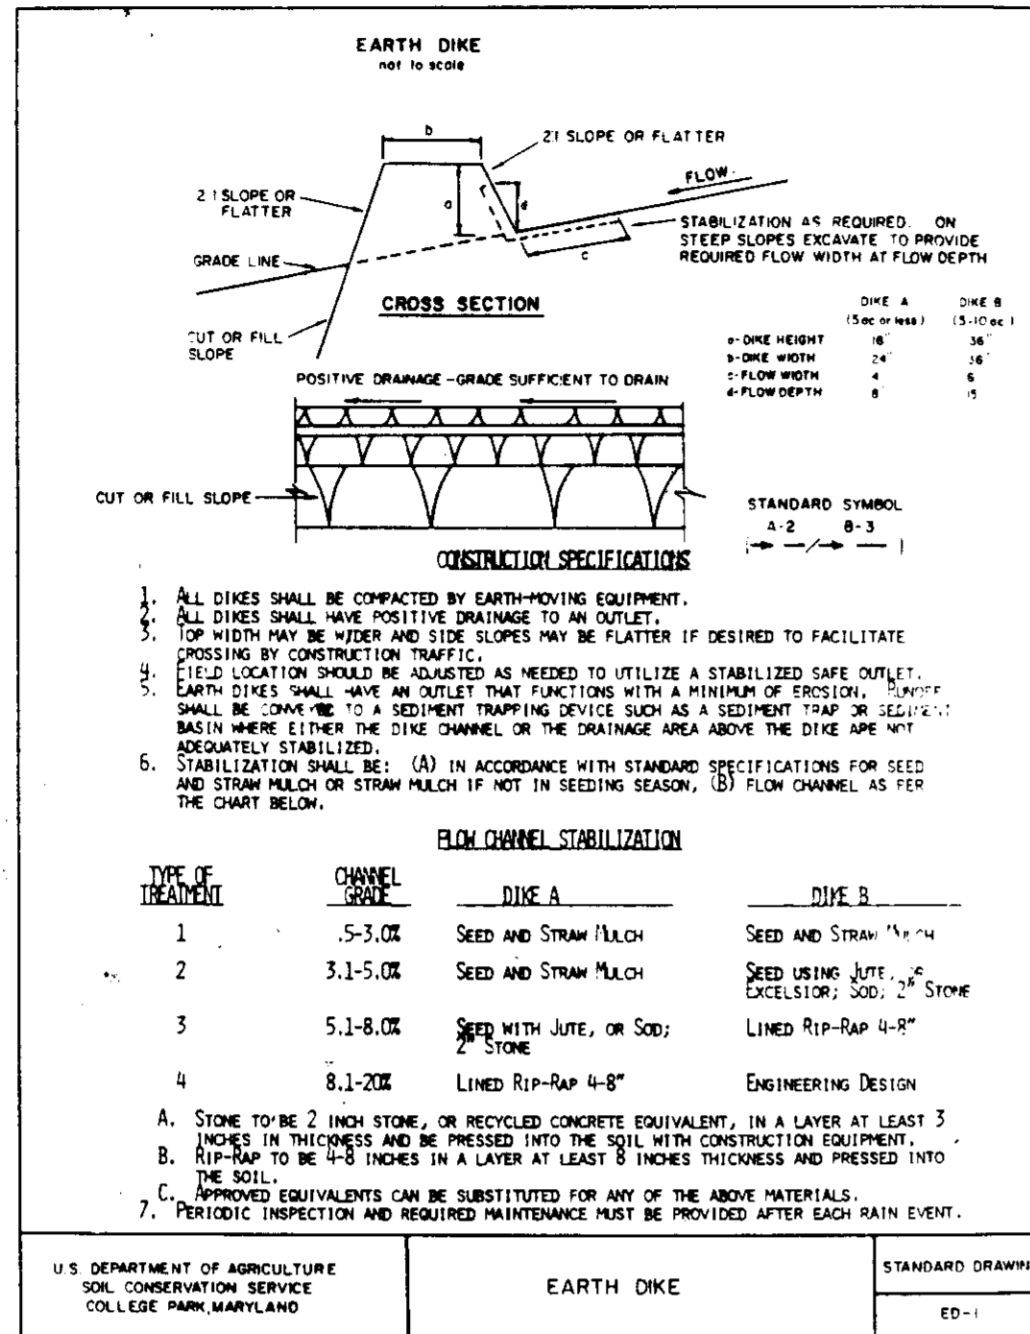 EARTH DIKE
not to scale
b
2:1 SLOPE OR FLATTER
FLOW
2:1 SLOPE OR
FLATTER
a
d
STABILIZATION AS REQUIRED. ON
STEEP SLOPES EXCAVATE TO PROVIDE
REQUIRED FLOW WIDTH AT FLOW DEPTH
c
GRADE LINE
CROSS SECTION
CUT OR FILL
SLOPE
DIKE A DIKE B
(5 ac or less) (5-10 ac)
a-DIKE HEIGHT 18" 36"
b-DIKE WIDTH 24" 36"
c-FLOW WIDTH 4 6
d-FLOW DEPTH 8 15
POSITIVE DRAINAGE-GRADE SUFFICIENT TO DRAIN
CUT OR FILL SLOPE
STANDARD SYMBOL
A-2 B-3
CONSTRUCTION SPECIFICATIONS
1. ALL DIKES SHALL BE COMPACTED BY EARTH-MOVING EQUIPMENT.
2. ALL DIKES SHALL HAVE POSITIVE DRAINAGE TO AN OUTLET.
3. TOP WIDTH MAY BE WIDER AND SIDE SLOPES MAY BE FLATTER IF DESIRED TO FACILITATE
CROSSING BY CONSTRUCTION TRAFFIC.
4. FIELD LOCATION SHOULD BE ADJUSTED AS NEEDED TO UTILIZE A STABILIZED SAFE OUTLET.
5. EARTH DIKES SHALL HAVE AN OUTLET THAT FUNCTIONS WITH A MINIMUM OF EROSION. RUNOFF
SHALL BE CONVEYED TO A SEDIMENT TRAPPING DEVICE SUCH AS A SEDIMENT TRAP OR SEDIMENT
BASIN WHERE EITHER THE DIKE CHANNEL OR THE DRAINAGE AREA ABOVE THE DIKE ARE NOT
ADEQUATELY STABILIZED.
6. STABILIZATION SHALL BE: (A) IN ACCORDANCE WITH STANDARD SPECIFICATIONS FOR SEED
AND STRAW MULCH OR STRAW MULCH IF NOT IN SEEDING SEASON, (B) FLOW CHANNEL AS PER
THE CHART BELOW.
FLOW CHANNEL STABILIZATION
TYPE OF CHANNEL
TREATMENT GRADE DIKE A DIKE B
1 .5-3.0% SEED AND STRAW MULCH SEED AND STRAW MULCH
2 3.1-5.0% SEED AND STRAW MULCH SEED USING JUTE, OR
EXCELSIOR; SOD; 2" STONE
3 5.1-8.0% SEED WITH JUTE, OR SOD; LINED RIP-RAP 4-8"
2" STONE
4 8.1-20% LINED RIP-RAP 4-8" ENGINEERING DESIGN
A. STONE TO BE 2 INCH STONE, OR RECYCLED CONCRETE EQUIVALENT, IN A LAYER AT LEAST 3
INCHES IN THICKNESS AND BE PRESSED INTO THE SOIL WITH CONSTRUCTION EQUIPMENT.
B. RIP-RAP TO BE 4-8 INCHES IN A LAYER AT LEAST 8 INCHES THICKNESS AND PRESSED INTO
THE SOIL.
C. APPROVED EQUIVALENTS CAN BE SUBSTITUTED FOR ANY OF THE ABOVE MATERIALS.
7. PERIODIC INSPECTION AND REQUIRED MAINTENANCE MUST BE PROVIDED AFTER EACH RAIN EVENT.
U.S. DEPARTMENT OF AGRICULTURE
SOIL CONSERVATION SERVICE
COLLEGE PARK, MARYLAND
EARTH DIKE
STANDARD DRAWIN
ED-1